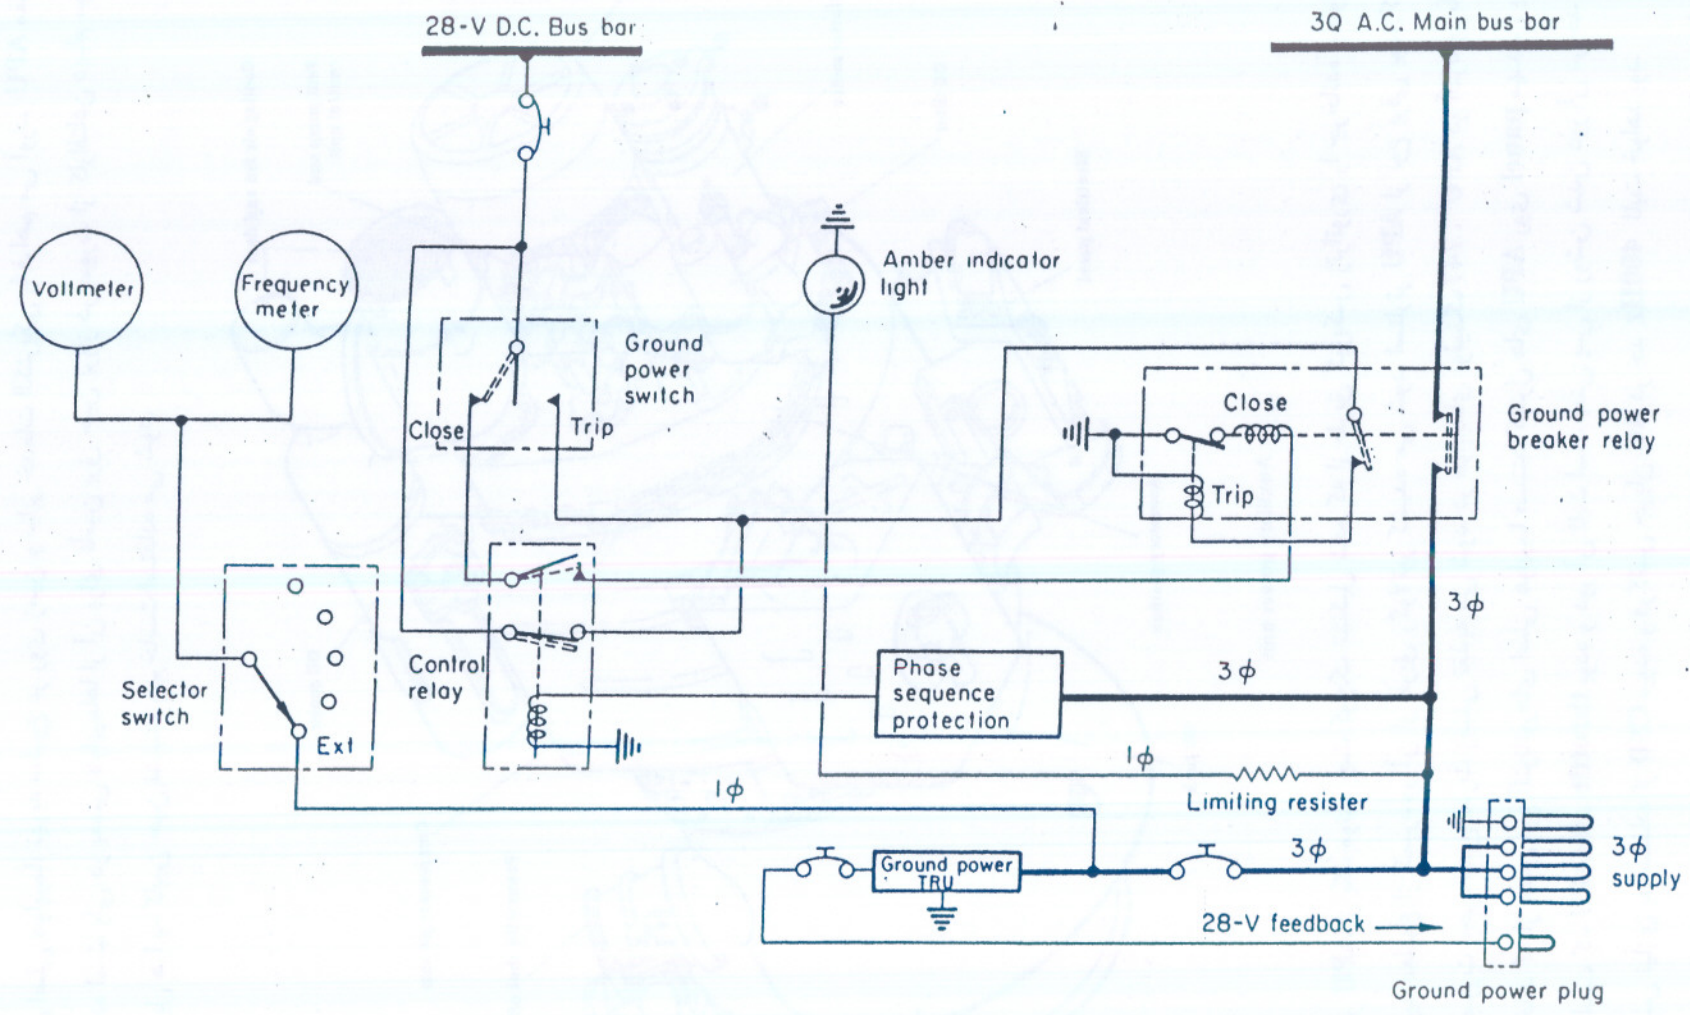 28-V D.C. Bus bar
3Q A.C. Main bus bar
Voltmeter
Frequency
meter
Amber indicator
light
Ground
power
switch
Close
Trip
Close
Trip
Ground power
breaker relay
3ϕ
Control
relay
Phase
sequence
protection
3ϕ
Selector
switch
Ext
1ϕ
1ϕ
Limiting resister
Ground power
TRU
3ϕ
3ϕ
supply
28-V feedback
Ground power plug